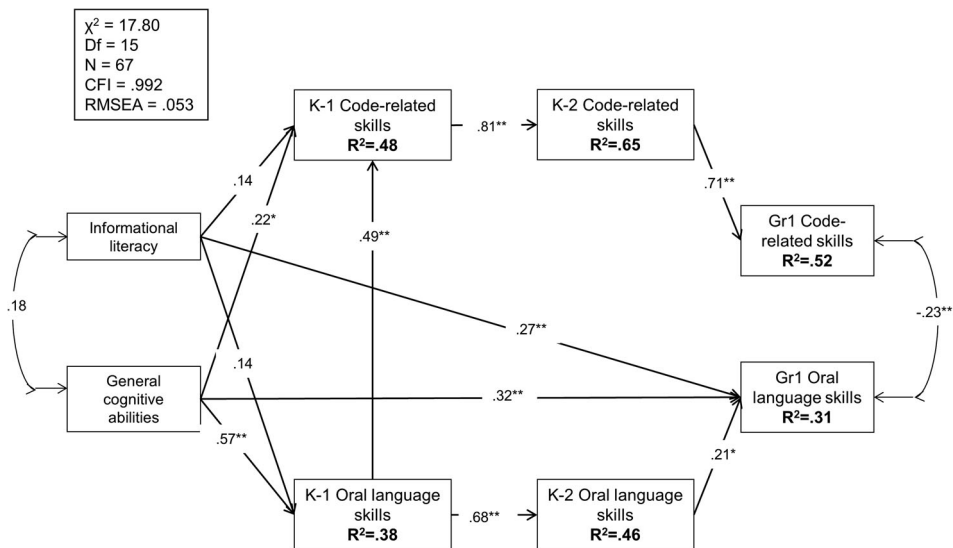 χ² = 17.80
Df = 15
N = 67
CFI = .992
RMSEA = .053
K-1 Code-related
skills
R²=.48
.81**
K-2 Code-related
skills
R²=.65
.14
.71**
Informational
literacy
.22*
.49**
Gr1 Code-
related skills
R²=.52
.18
-.23**
.27**
.14
General
cognitive
abilities
.32**
Gr1 Oral
language skills
R²=.31
.57**
.21*
K-1 Oral language
skills
R²=.38
.68**
K-2 Oral language
skills
R²=.46